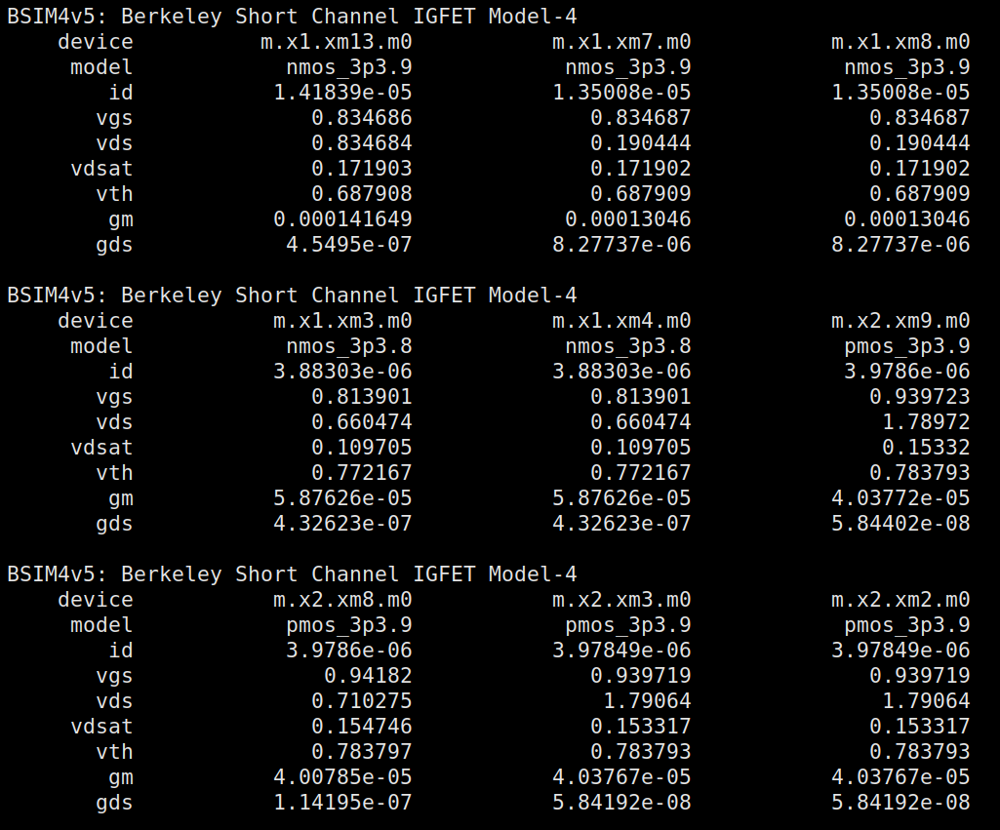 BSIM4v5: Berkeley Short Channel IGFET Model-4
device m.x1.xm13.m0 m.x1.xm7.m0 m.x1.xm8.m0
model nmos_3p3.9 nmos_3p3.9 nmos_3p3.9
id 1.41839e-05 1.35008e-05 1.35008e-05
vgs 0.834686 0.834687 0.834687
vds 0.834684 0.190444 0.190444
vdsat 0.171903 0.171902 0.171902
vth 0.687908 0.687909 0.687909
gm 0.000141649 0.00013046 0.00013046
gds 4.5495e-07 8.27737e-06 8.27737e-06
BSIM4v5: Berkeley Short Channel IGFET Model-4
device m.x1.xm3.m0 m.x1.xm4.m0 m.x2.xm9.m0
model nmos_3p3.8 nmos_3p3.8 pmos_3p3.9
id 3.88303e-06 3.88303e-06 3.9786e-06
vgs 0.813901 0.813901 0.939723
vds 0.660474 0.660474 1.78972
vdsat 0.109705 0.109705 0.15332
vth 0.772167 0.772167 0.783793
gm 5.87626e-05 5.87626e-05 4.03772e-05
gds 4.32623e-07 4.32623e-07 5.84402e-08
BSIM4v5: Berkeley Short Channel IGFET Model-4
device m.x2.xm8.m0 m.x2.xm3.m0 m.x2.xm2.m0
model pmos_3p3.9 pmos_3p3.9 pmos_3p3.9
id 3.9786e-06 3.97849e-06 3.97849e-06
vgs 0.94182 0.939719 0.939719
vds 0.710275 1.79064 1.79064
vdsat 0.154746 0.153317 0.153317
vth 0.783797 0.783793 0.783793
gm 4.00785e-05 4.03767e-05 4.03767e-05
gds 1.14195e-07 5.84192e-08 5.84192e-08